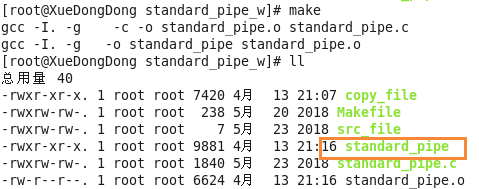 [root@XueDongDong standard_pipe_w]# make
gcc -I. -g    -c -o standard_pipe.o standard_pipe.c
gcc -I. -g   -o standard_pipe standard_pipe.o
[root@XueDongDong standard_pipe_w]# ll
总用量 40
-rwxr-xr-x. 1 root root 7420 4月  13 21:07 copy_file
-rwxrw-rw-. 1 root root  238 5月  20 2018 Makefile
-rwxrw-rw-. 1 root root    7 5月  23 2018 src_file
-rwxr-xr-x. 1 root root 9881 4月  13 21:16 standard_pipe
-rwxrw-rw-. 1 root root 1840 5月  23 2018 standard_pipe.c
-rw-r--r--. 1 root root 6624 4月  13 21:16 standard_pipe.o